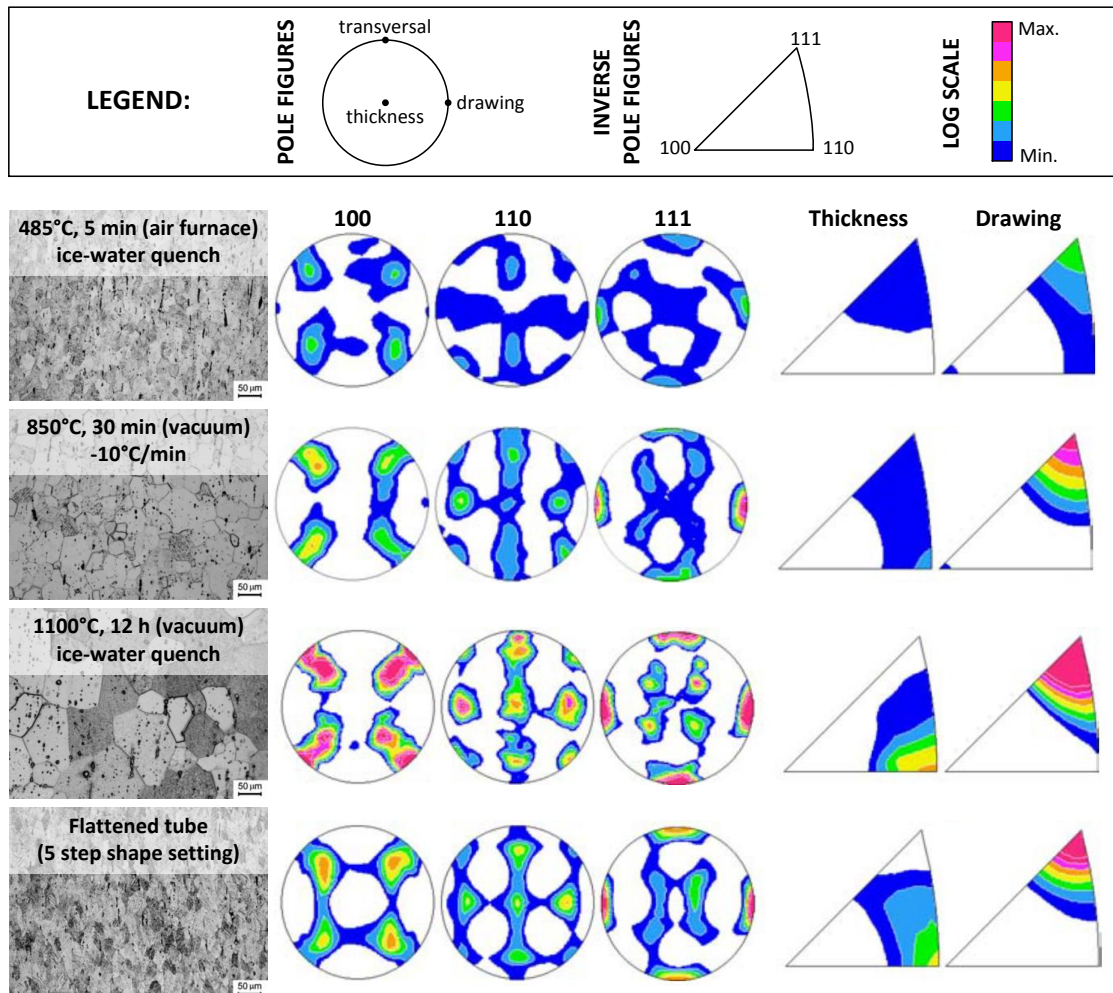 LEGEND:
POLE FIGURES
transversal
thickness
drawing
INVERSE
POLE FIGURES
111
100
110
LOG SCALE
Max.
Min.
100
110
111
Thickness
Drawing
485°C, 5 min (air furnace)
ice-water quench
50 µm
850°C, 30 min (vacuum)
-10°C/min
50 µm
1100°C, 12 h (vacuum)
ice-water quench
50 µm
Flattened tube
(5 step shape setting)
50 µm